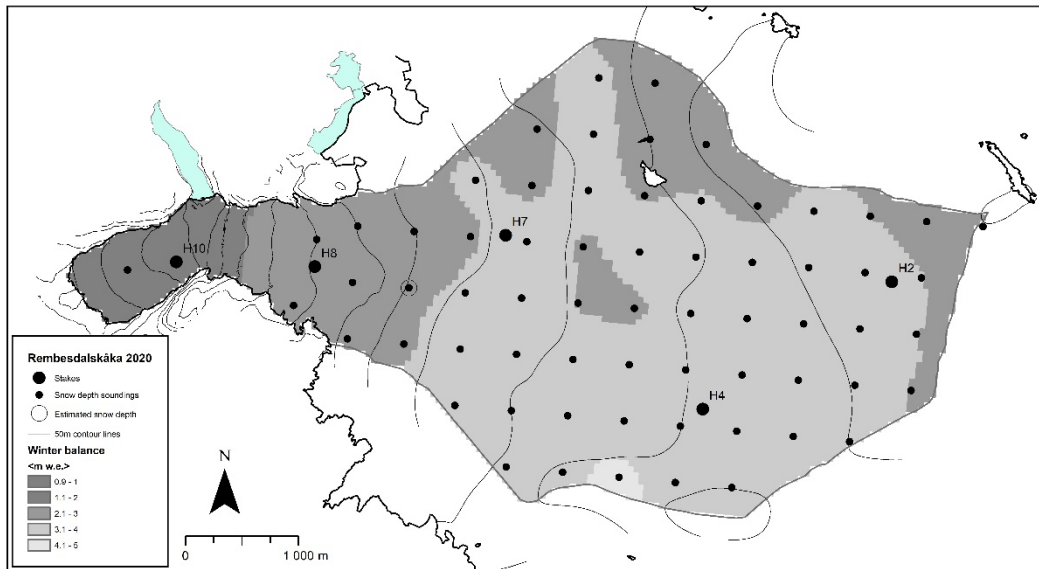 H10
H8
H7
H2
H4
Rembesdalskåka 2020
Stakes
Snow depth soundings
Estimated snow depth
50m contour lines
Winter balance
<m w.e.>
0.9 - 1
1.1 - 2
2.1 - 3
3.1 - 4
4.1 - 5
N
0 1 000 m